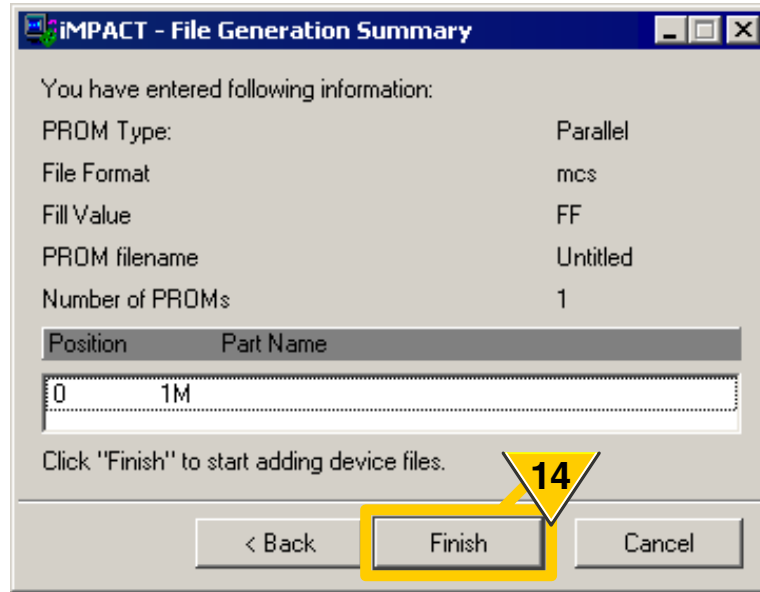 iMPACT - File Generation Summary
You have entered following information:
PROM Type: Parallel
File Format mcs
Fill Value FF
PROM filename Untitled
Number of PROMs 1
Position Part Name
0 1M
Click "Finish" to start adding device files.
14
< Back Finish Cancel